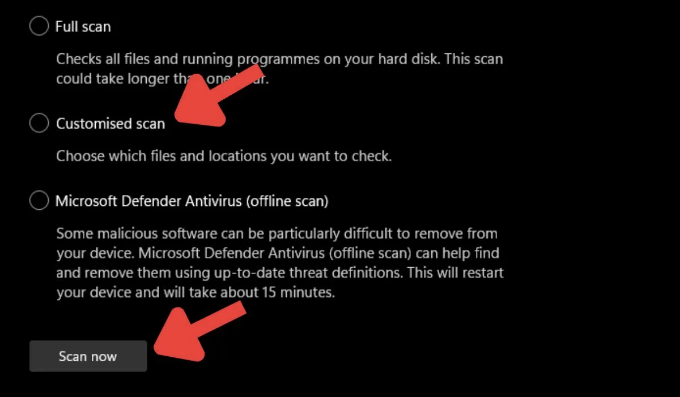 Full scan
Checks all files and running programmes on your hard disk. This scan
could take longer than one hour.
Customised scan
Choose which files and locations you want to check.
Microsoft Defender Antivirus (offline scan)
Some malicious software can be particularly difficult to remove from
your device. Microsoft Defender Antivirus (offline scan) can help find
and remove them using up-to-date threat definitions. This will restart
your device and will take about 15 minutes.
Scan now